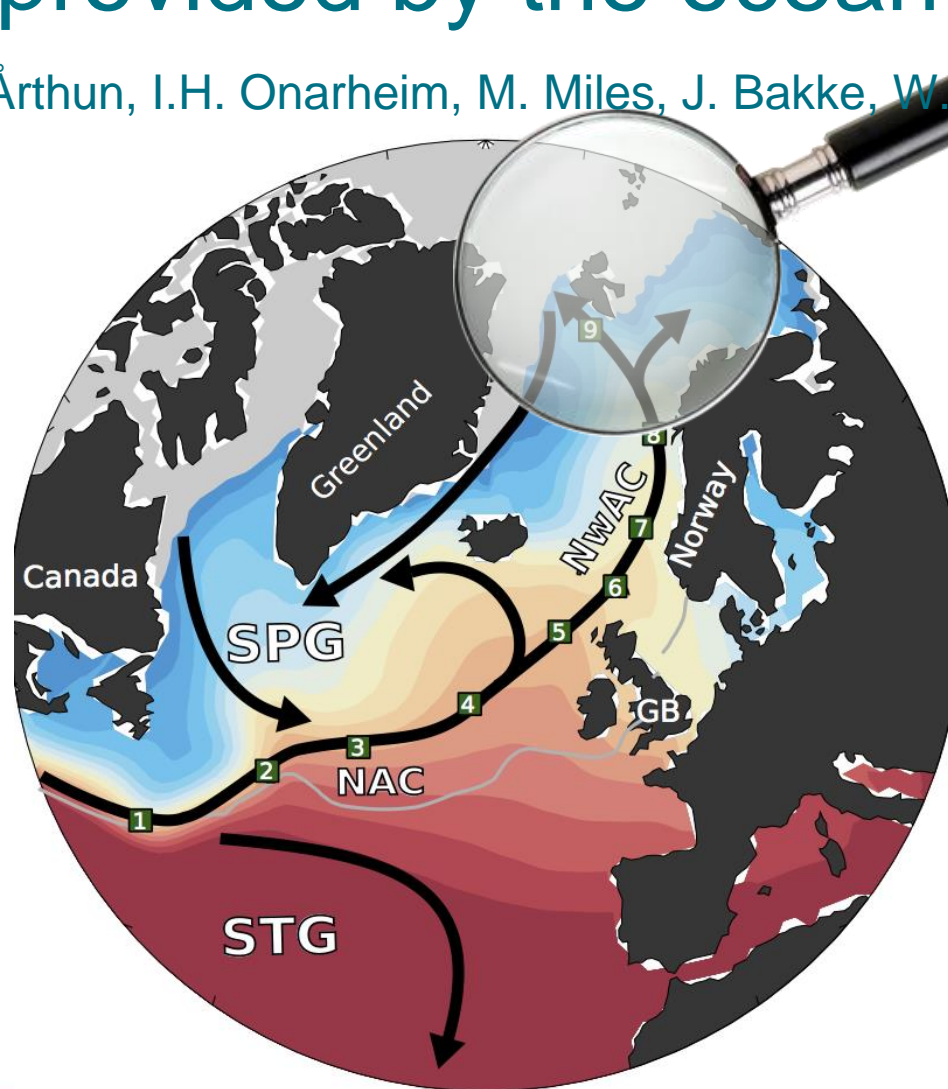 provided by the ocean
Årthun, I.H. Onarheim, M. Miles, J. Bakke, W.
Greenland
9
8
NwAC
Norway
7
6
Canada
SPG
5
4
GB
3
2
NAC
1
STG